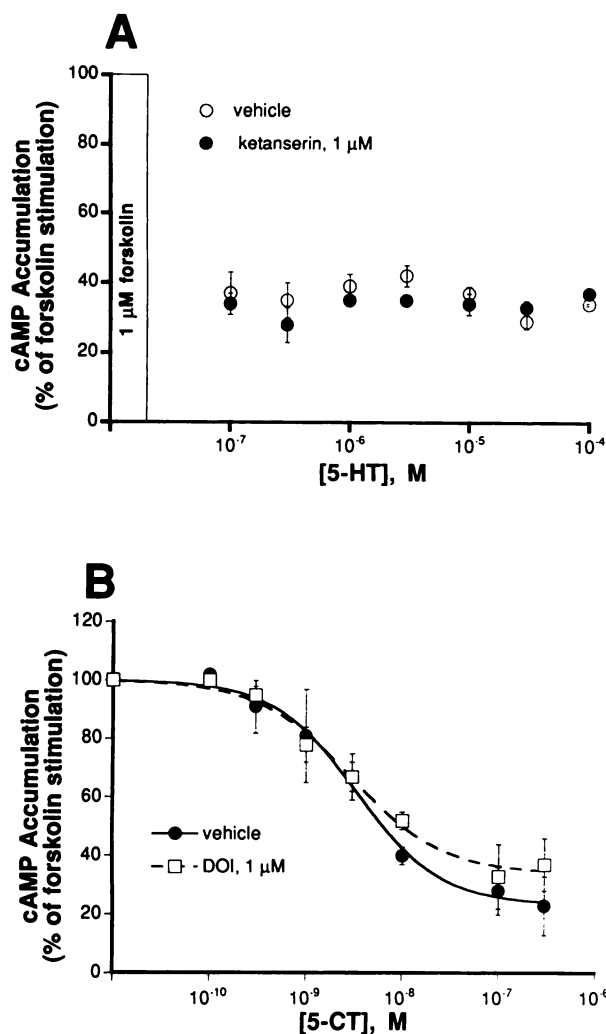 A
cAMP Accumulation
(% of forskolin stimulation)
100
80
60
40
20
0
1 µM forskolin
vehicle
ketanserin, 1 µM
10-7
10-6
10-5
10-4
[5-HT], M
B
cAMP Accumulation
(% of forskolin stimulation)
120
100
80
60
40
20
0
vehicle
DOI, 1 µM
10-10
10-9
10-8
10-7
10-6
[5-CT], M